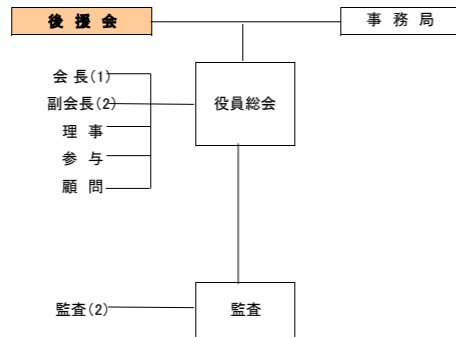 後 援 会
事 務 局
会 長(1)
副会長(2)
役員総会
理 事
参 与
顧 問
監査(2)
監査